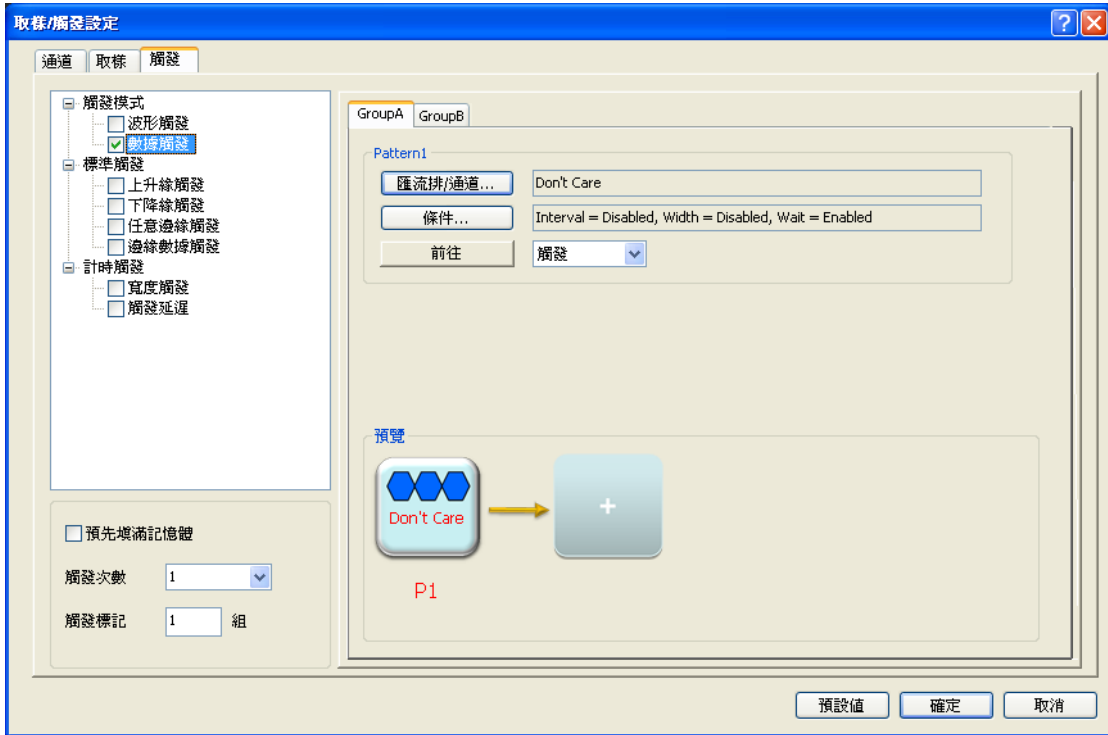 取樣/觸發設定
通道 取樣 觸發
觸發模式
波形觸發
數據觸發
標準觸發
上升緣觸發
下降緣觸發
任意邊緣觸發
邊緣數據觸發
計時觸發
寬度觸發
觸發延遲
預先填滿記憶體
觸發次數 1
觸發標記 1 組
GroupA GroupB
Pattern1
匯流排/通道... Don't Care
條件... Interval = Disabled, Width = Disabled, Wait = Enabled
前往 觸發
預覽
Don't Care +
P1
預設值 確定 取消